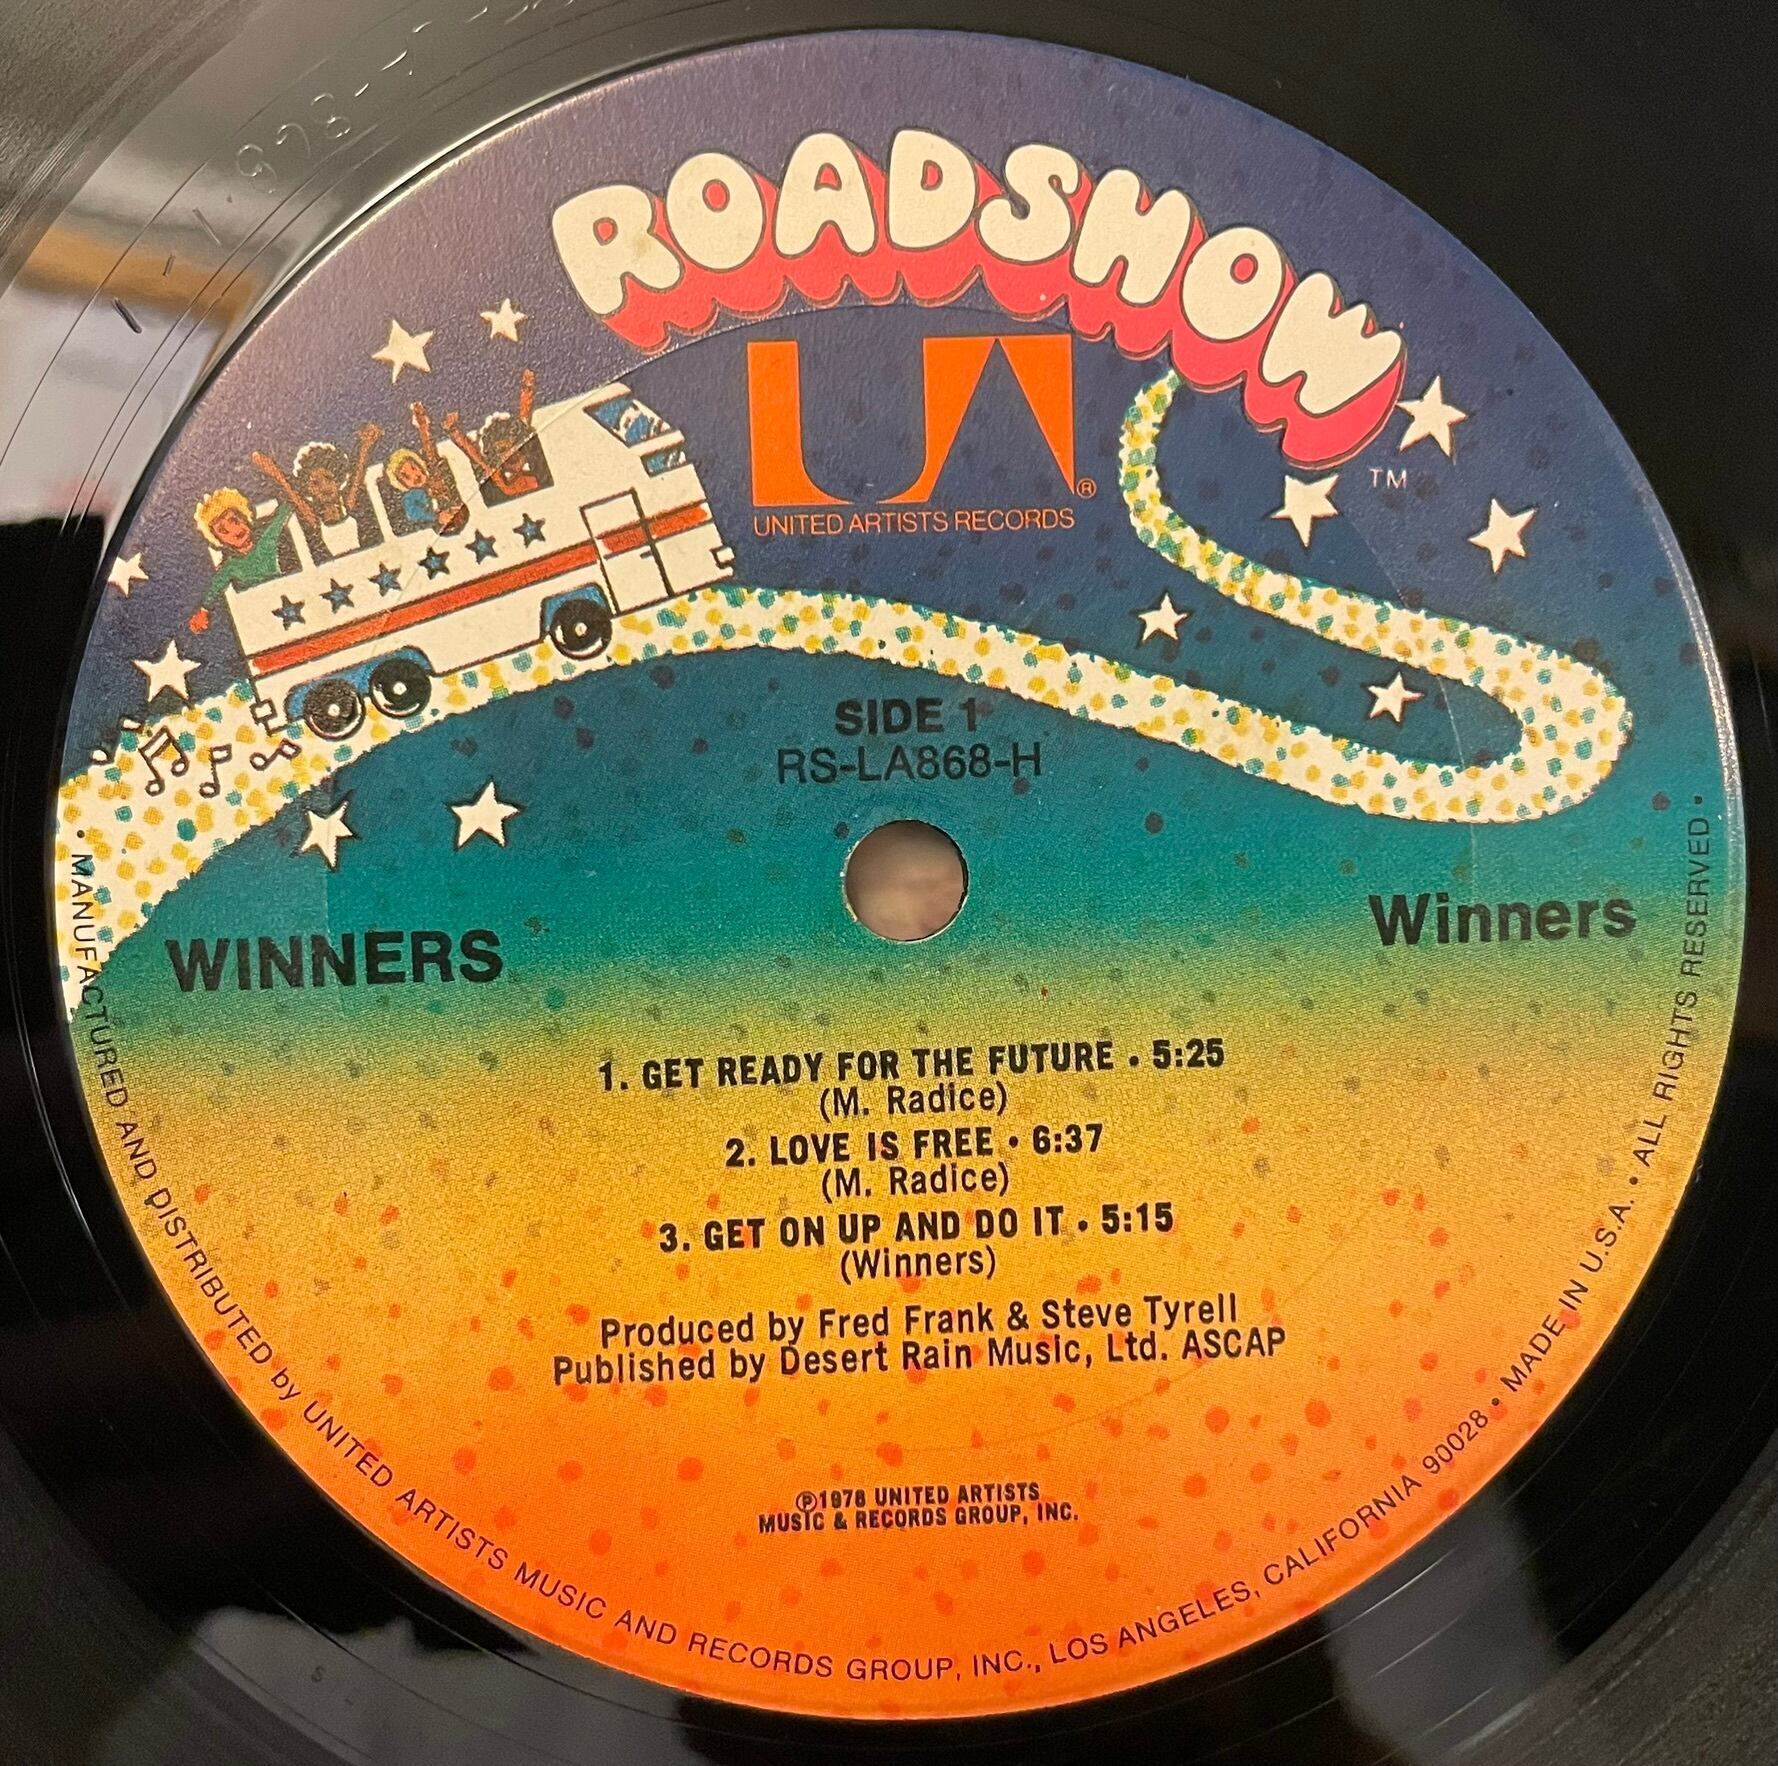 ROADSHOW
TM
UA®
UNITED ARTISTS RECORDS
SIDE 1
RS-LA868-H
WINNERS
Winners
1. GET READY FOR THE FUTURE • 5:25
(M. Radice)
2. LOVE IS FREE • 6:37
(M. Radice)
3. GET ON UP AND DO IT • 5:15
(Winners)
Produced by Fred Frank & Steve Tyrell
Published by Desert Rain Music, Ltd. ASCAP
℗1978 UNITED ARTISTS
MUSIC & RECORDS GROUP, INC.
• MANUFACTURED AND DISTRIBUTED by UNITED ARTISTS MUSIC AND RECORDS GROUP, INC., LOS ANGELES, CALIFORNIA 90028 • MADE IN U.S.A. • ALL RIGHTS RESERVED •